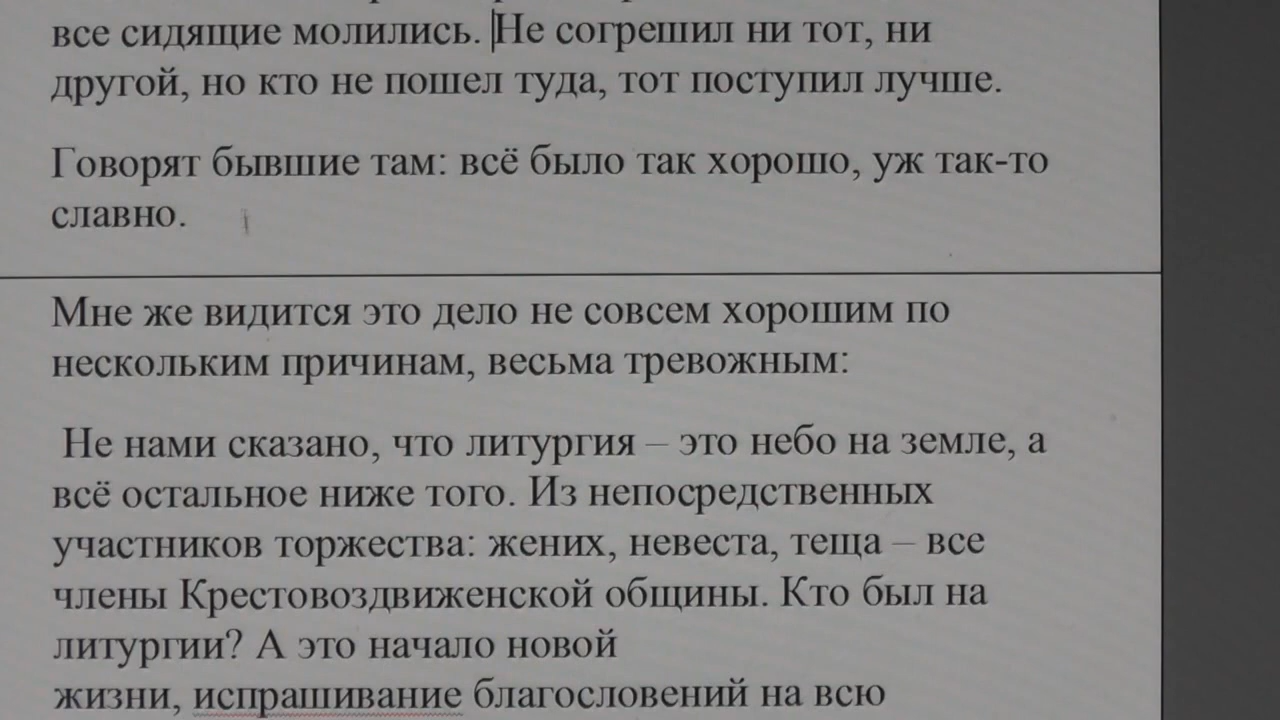 все сидящие молились. Не согрешил ни тот, ни
другой, но кто не пошел туда, тот поступил лучше.
Говорят бывшие там: всё было так хорошо, уж так-то
славно.
Мне же видится это дело не совсем хорошим по
нескольким причинам, весьма тревожным:
Не нами сказано, что литургия – это небо на земле, а
всё остальное ниже того. Из непосредственных
участников торжества: жених, невеста, теща – все
члены Крестовоздвиженской общины. Кто был на
литургии? А это начало новой
жизни, испрашивание благословений на всю